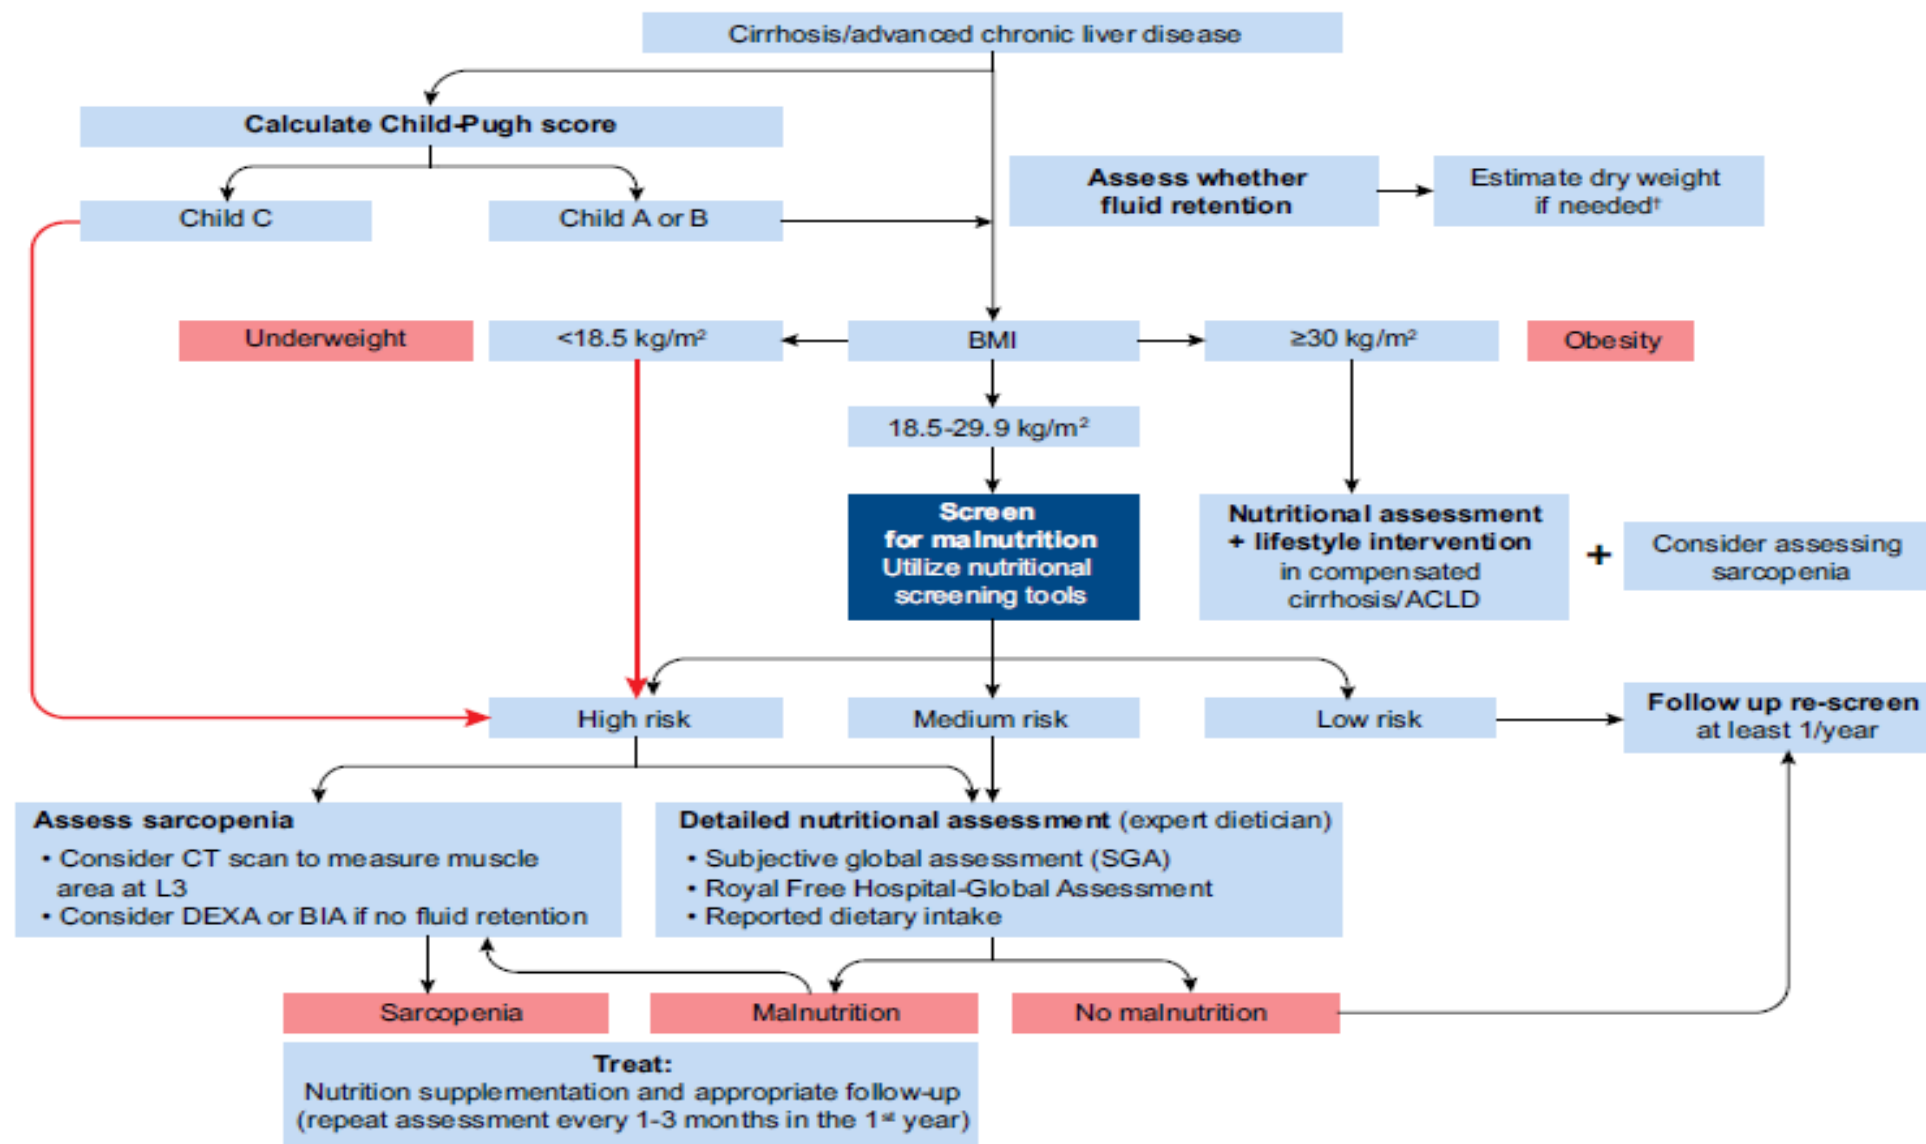 Cirrhosis/advanced chronic liver disease
Calculate Child-Pugh score
Child C
Child A or B
Assess whether
fluid retention
Estimate dry weight
if needed†
Underweight
<18.5 kg/m²
BMI
≥30 kg/m²
Obesity
18.5-29.9 kg/m²
Screen
for malnutrition
Utilize nutritional
screening tools
Nutritional assessment
+ lifestyle intervention
in compensated
cirrhosis/ACLD
+
Consider assessing
sarcopenia
High risk
Medium risk
Low risk
Follow up re-screen
at least 1/year
Assess sarcopenia
• Consider CT scan to measure muscle
area at L3
• Consider DEXA or BIA if no fluid retention
Detailed nutritional assessment (expert dietician)
• Subjective global assessment (SGA)
• Royal Free Hospital-Global Assessment
• Reported dietary intake
Sarcopenia
Malnutrition
No malnutrition
Treat:
Nutrition supplementation and appropriate follow-up
(repeat assessment every 1-3 months in the 1st year)